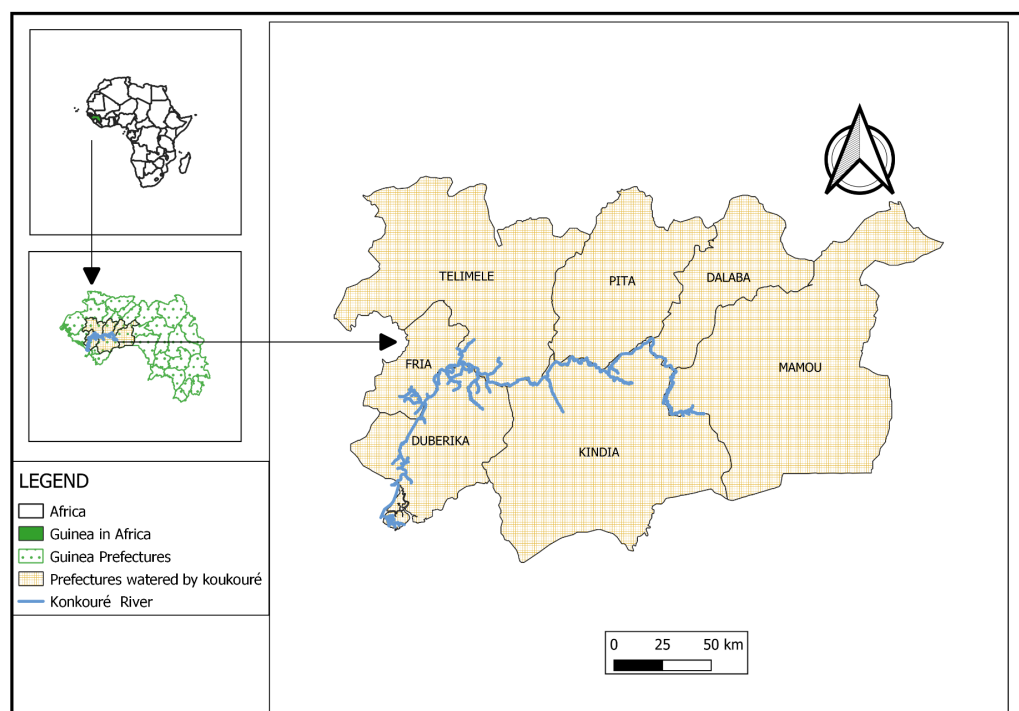 TELIMELE
PITA
DALABA
FRIA
MAMOU
DUBERIKA
KINDIA
LEGEND
Africa
Guinea in Africa
Guinea Prefectures
Prefectures watered by koukouré
Konkouré River
0 25 50 km